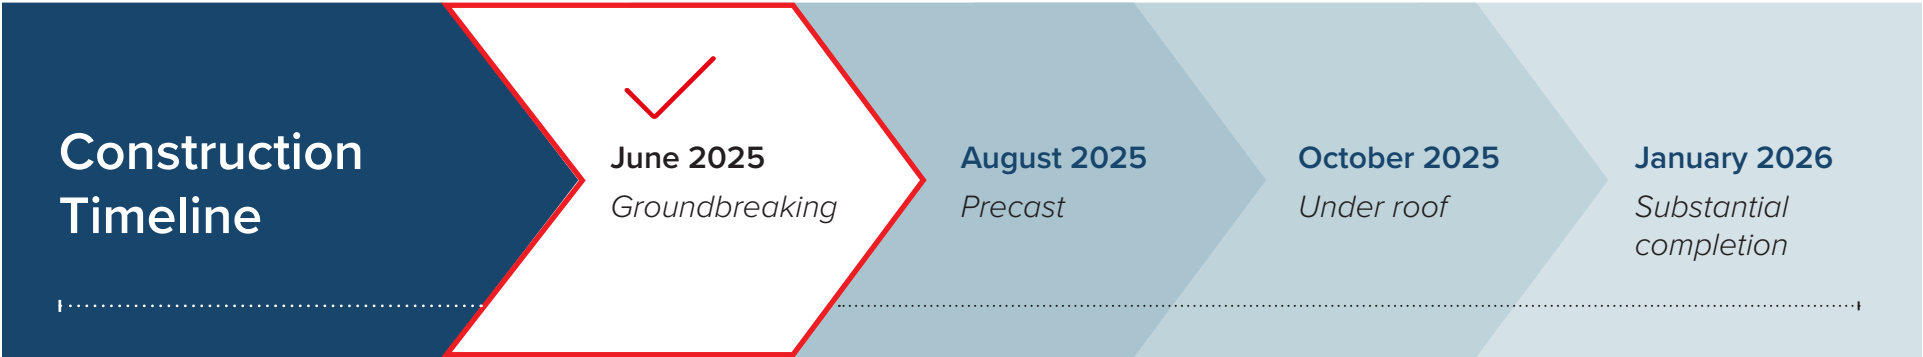 Construction
Timeline
June 2025
Groundbreaking
August 2025
Precast
October 2025
Under roof
January 2026
Substantial
completion